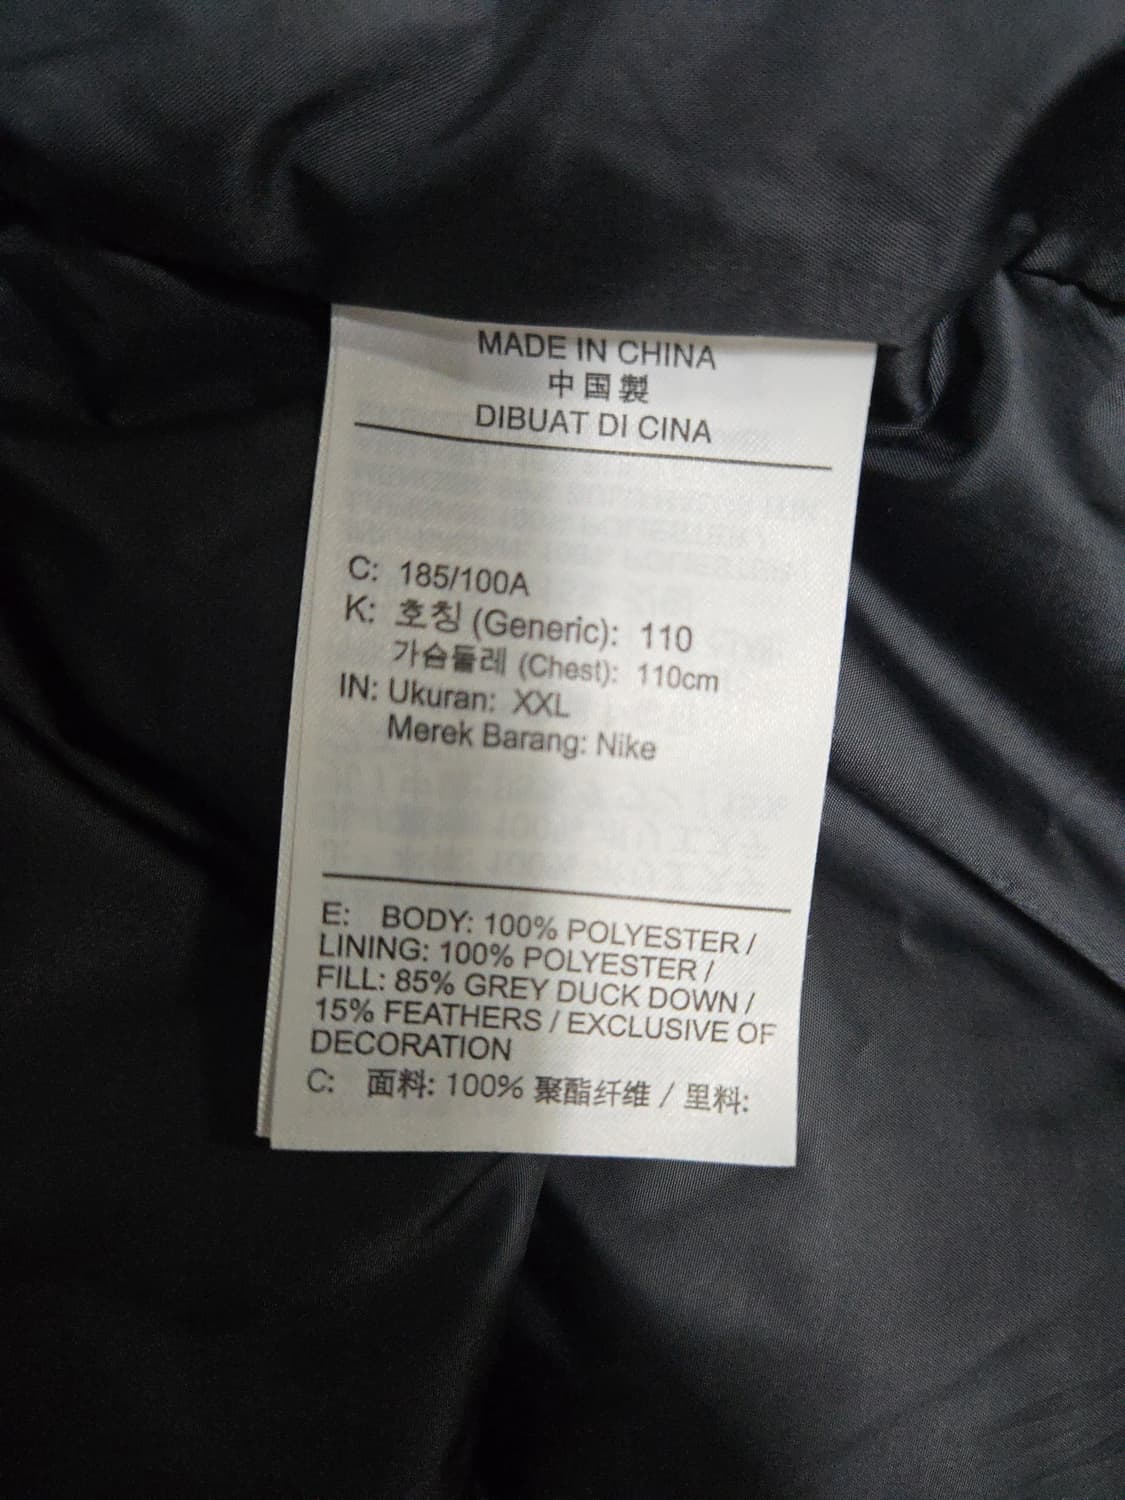 MADE IN CHINA
中国製
DIBUAT DI CINA
C: 185/100A
K: 호칭 (Generic): 110
가슴둘레 (Chest): 110cm
IN: Ukuran: XXL
Merek Barang: Nike
E: BODY: 100% POLYESTER /
LINING: 100% POLYESTER /
FILL: 85% GREY DUCK DOWN /
15% FEATHERS / EXCLUSIVE OF
DECORATION
C: 面料: 100% 聚酯纤维 / 里料: